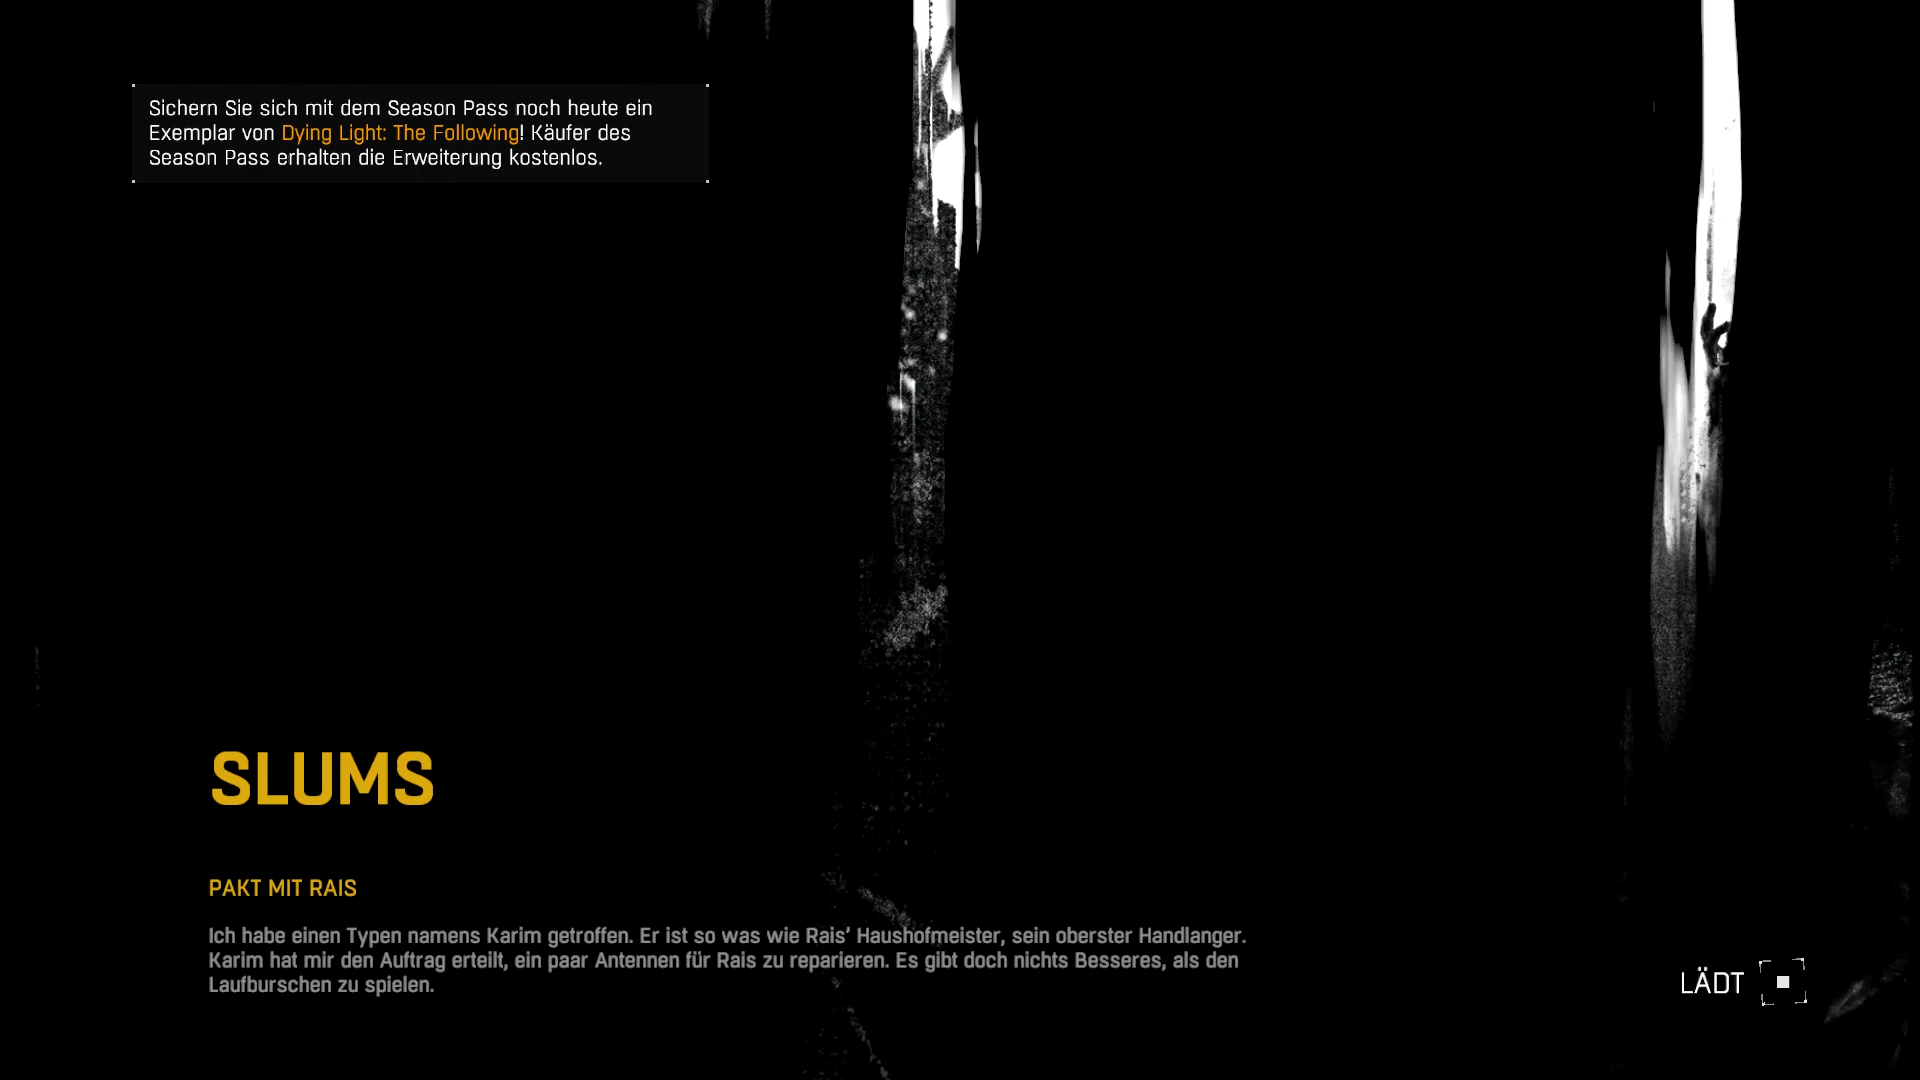 Sichern Sie sich mit dem Season Pass noch heute ein
Exemplar von Dying Light: The Following! Käufer des
Season Pass erhalten die Erweiterung kostenlos.
SLUMS
PAKT MIT RAIS
Ich habe einen Typen namens Karim getroffen. Er ist so was wie Rais’ Haushofmeister, sein oberster Handlanger.
Karim hat mir den Auftrag erteilt, ein paar Antennen für Rais zu reparieren. Es gibt doch nichts Besseres, als den
Laufburschen zu spielen.
LÄDT